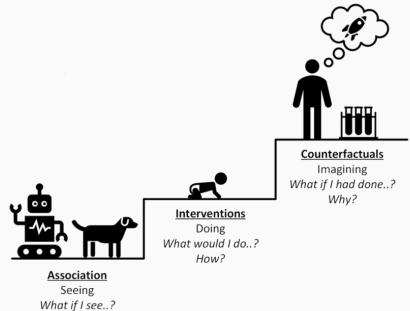 Counterfactuals
Imagining
What if I had done..?
Why?
Interventions
Doing
What would I do..?
How?
Association
Seeing
What if I see..?